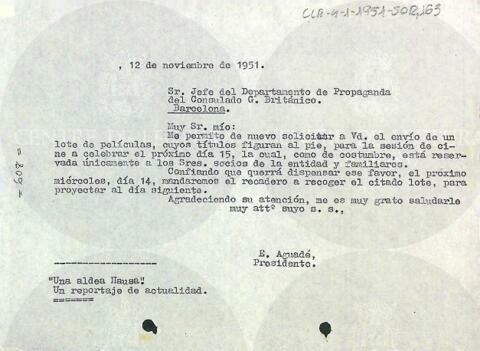 CLR-4-1-1951-SOR,163
, 12 de noviembre de 1951.
Sr. Jefe del Departamento de Propaganda
del Consulado G. Británico.
Barcelona.
Muy Sr. mío:
Me permito de nuevo solicitar a Vd. el envío de un
lote de películas, cuyos títulos figuran al pie, para la sesión de ci-
ne a celebrar el próximo día 15, la cual, como de costumbre, está reser-
vada únicamente a los Sres. socios de la entidad y familiares.
Confiando que querrá dispensar ese favor, el próximo
miércoles, día 14, mandaremos el recadero a recoger el citado lote, para
proyectar al día siguiente.
Agradeciendo su atención, me es muy grato saludarle
muy attº suyo s. s.,
E. Aguadé,
Presidente.
"Una aldea Hausa".
Un reportaje de actualidad.
= 809 =